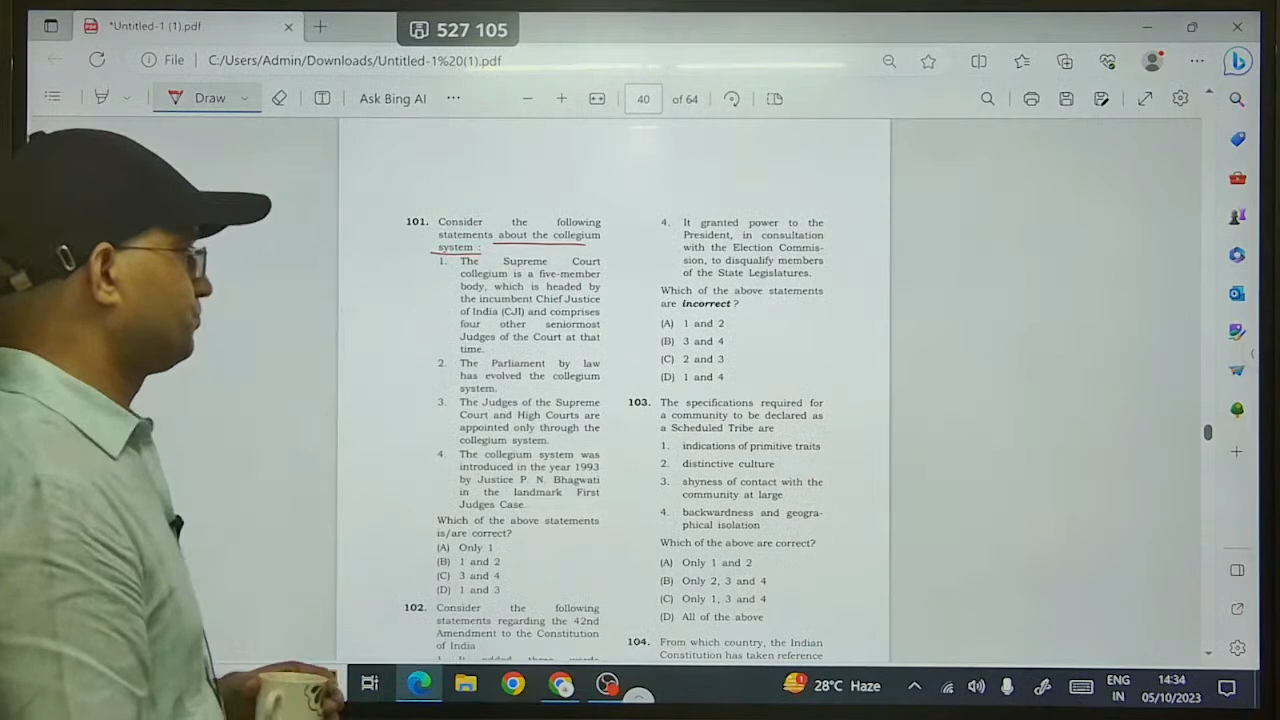 *Untitled-1 (1).pdf
527 105
File
C:/Users/Admin/Downloads/Untitled-1%20(1).pdf
Draw
Ask Bing AI
40
of 64
101. Consider the following
statements about the collegium
system :
1. The Supreme Court
collegium is a five-member
body, which is headed by
the incumbent Chief Justice
of India (CJI) and comprises
four other seniormost
Judges of the Court at that
time.
2. The Parliament by law
has evolved the collegium
system.
3. The Judges of the Supreme
Court and High Courts are
appointed only through the
collegium system.
4. The collegium system was
introduced in the year 1993
by Justice P. N. Bhagwati
in the landmark First
Judges Case.
Which of the above statements
is/are correct?
(A) Only 1
(B) 1 and 2
(C) 3 and 4
(D) 1 and 3
102. Consider the following
statements regarding the 42nd
Amendment to the Constitution
of India
1. It added three words
4. It granted power to the
President, in consultation
with the Election Commis-
sion, to disqualify members
of the State Legislatures.
Which of the above statements
are incorrect ?
(A) 1 and 2
(B) 3 and 4
(C) 2 and 3
(D) 1 and 4
103. The specifications required for
a community to be declared as
a Scheduled Tribe are
1. indications of primitive traits
2. distinctive culture
3. shyness of contact with the
community at large
4. backwardness and geogra-
phical isolation
Which of the above are correct?
(A) Only 1 and 2
(B) Only 2, 3 and 4
(C) Only 1, 3 and 4
(D) All of the above
104. From which country, the Indian
Constitution has taken reference
28°C Haze
ENG
IN
14:34
05/10/2023